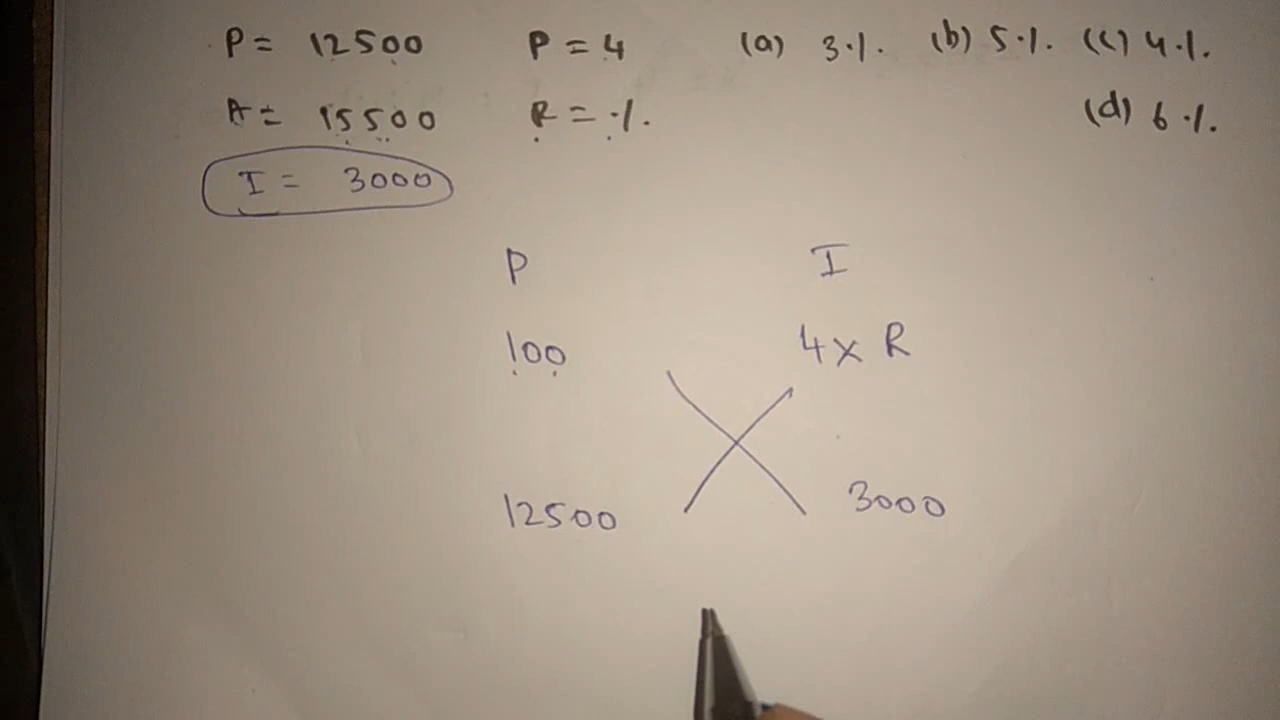 P = 12500 P = 4 (a) 3 % (b) 5 % (c) 4 %
A = 15500 R = % (d) 6 %
I = 3000
P I
100 4 x R
12500 3000